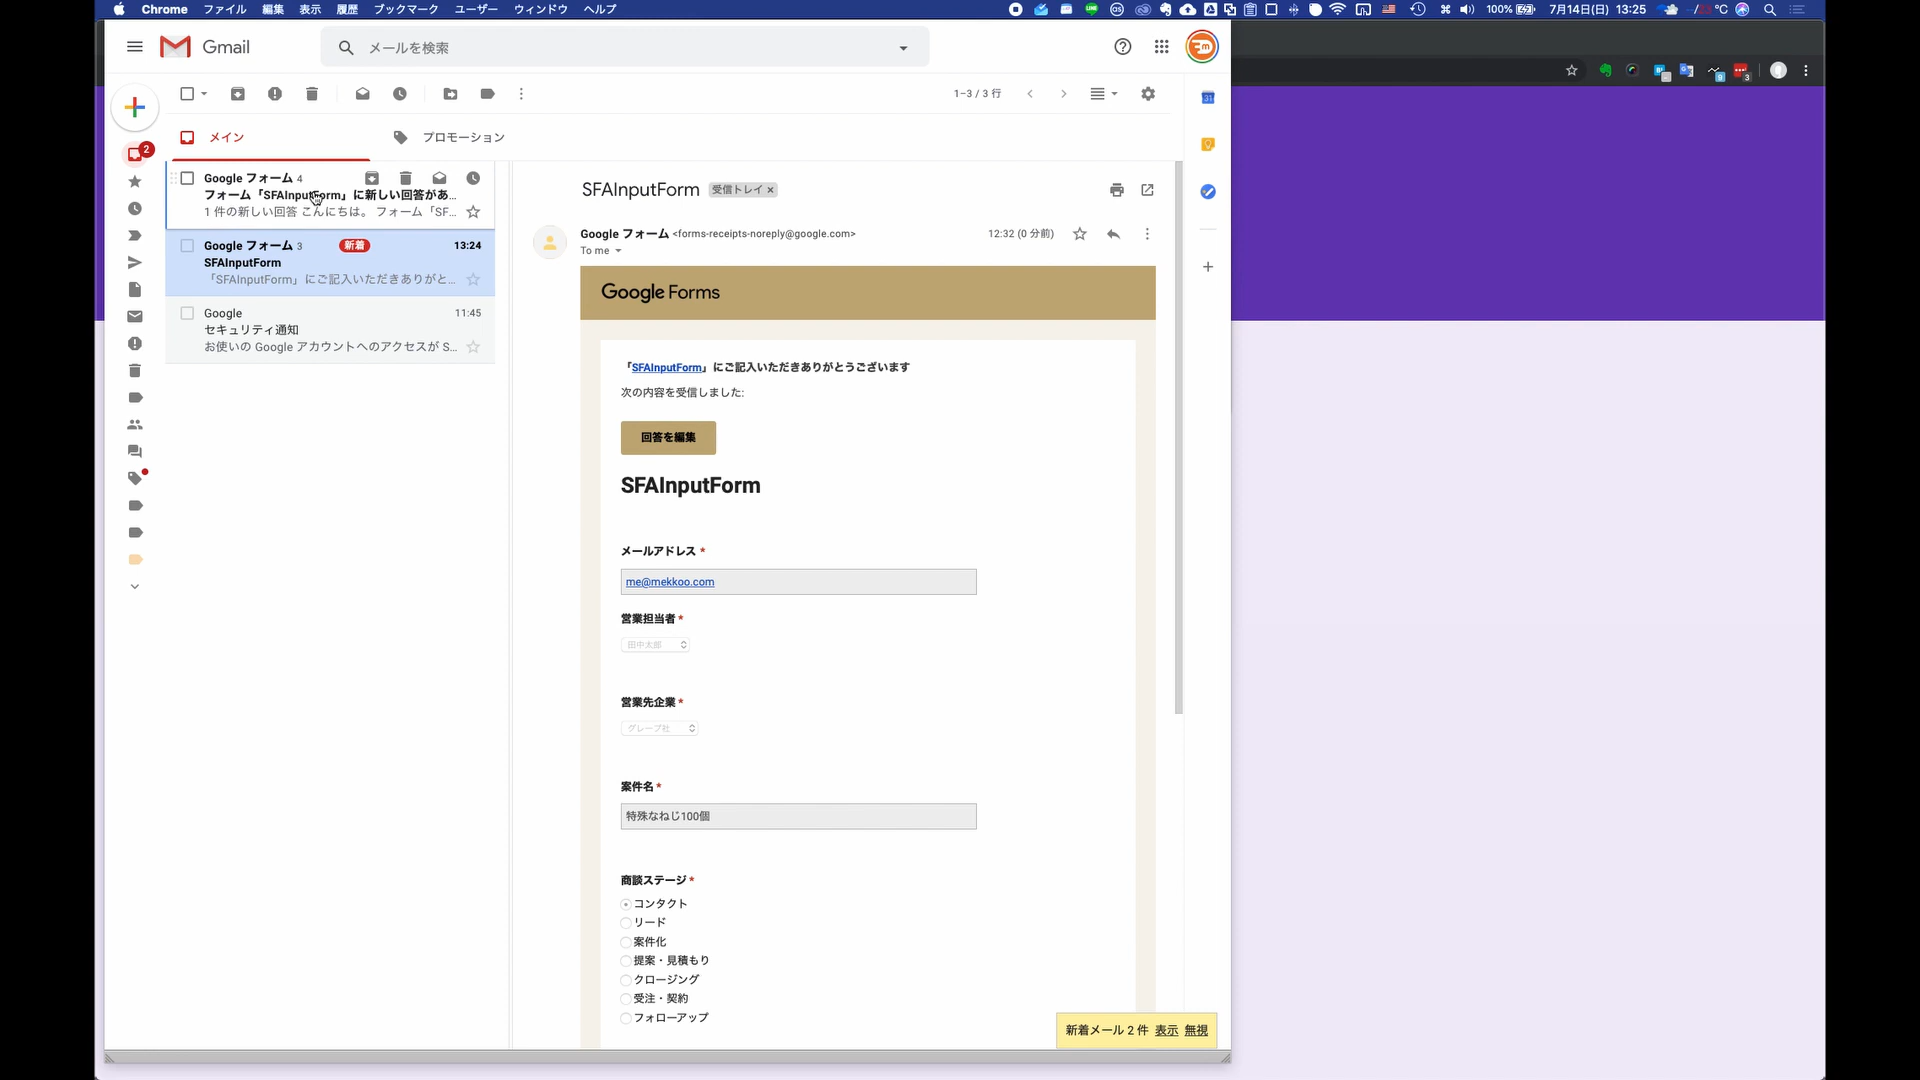 Chrome ファイル 編集 表示 履歴 ブックマーク ユーザー ウィンドウ ヘルプ
100% 7月14日(日) 13:25 °C
Gmail
メールを検索
1–3 / 3 行
メイン
プロモーション
2
Google フォーム 4
フォーム「SFAInputForm」に新しい回答があ...
1 件の新しい回答 こんにちは。 フォーム「SF...
Google フォーム 3 新着 13:24
SFAInputForm
「SFAInputForm」にご記入いただきありがと...
Google 11:45
セキュリティ通知
お使いの Google アカウントへのアクセスが S...
SFAInputForm 受信トレイ ×
Google フォーム <forms-receipts-noreply@google.com> 12:32 (0 分前)
To me
Google Forms
「SFAInputForm」にご記入いただきありがとうございます
次の内容を受信しました:
回答を編集
SFAInputForm
メールアドレス *
me@mekkoo.com
営業担当者 *
田中太郎
営業先企業 *
グレープ社
案件名 *
特殊なねじ100個
商談ステージ *
コンタクト
リード
案件化
提案・見積もり
クロージング
受注・契約
フォローアップ
新着メール 2 件 表示 無視
31
3